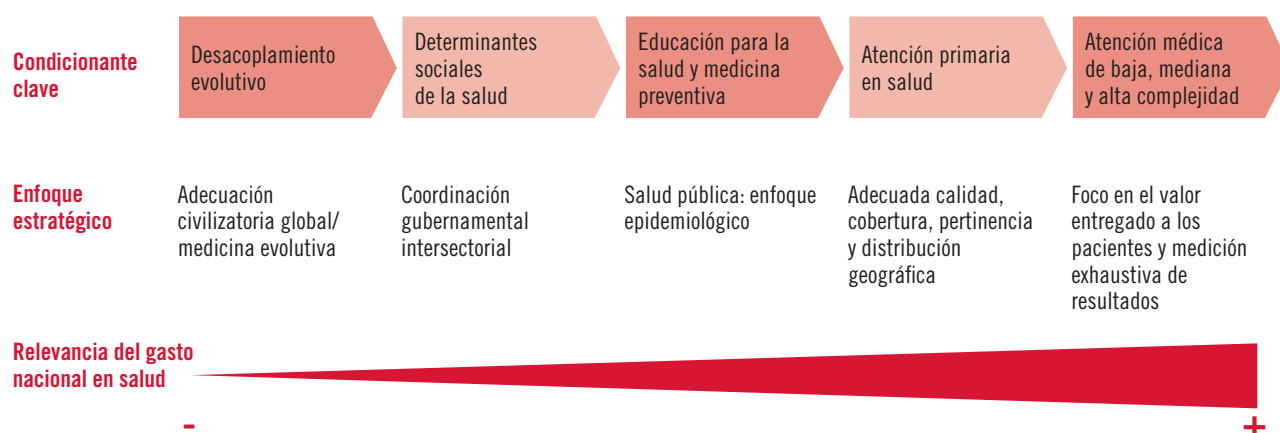 Condicionante
clave
Desacoplamiento
evolutivo
Determinantes
sociales
de la salud
Educación para la
salud y medicina
preventiva
Atención primaria
en salud
Atención médica
de baja, mediana
y alta complejidad
Enfoque
estratégico
Adecuación
civilizatoria global/
medicina evolutiva
Coordinación
gubernamental
intersectorial
Salud pública: enfoque
epidemiológico
Adecuada calidad,
cobertura, pertinencia
y distribución
geográfica
Foco en el valor
entregado a los
pacientes y medición
exhaustiva de
resultados
Relevancia del gasto
nacional en salud
-
+